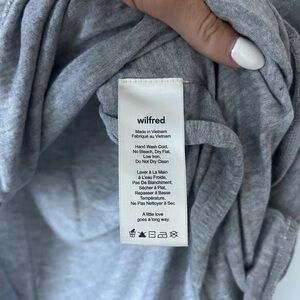 wilfred
Made in Vietnam
Fabriqué au Vietnam
Hand Wash Cold,
No Bleach, Dry Flat,
Low Iron.
Do Not Dry Clean
Laver à La Main
à L'eau Froide,
Pas De Blanchiment,
Sécher à Plat,
Repasser à Basse
Température.
Ne Pas Nettoyer à Sec
A little love
goes a long way.